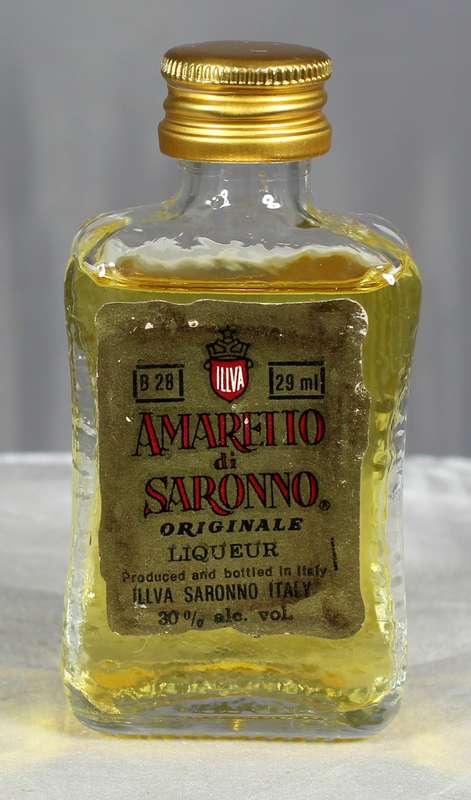 ILLVA
B 28 29 ml
AMARETTO
di
SARONNO®
ORIGINALE
LIQUEUR
Produced and bottled in Italy
ILLVA SARONNO ITALY
30% alc. vol.